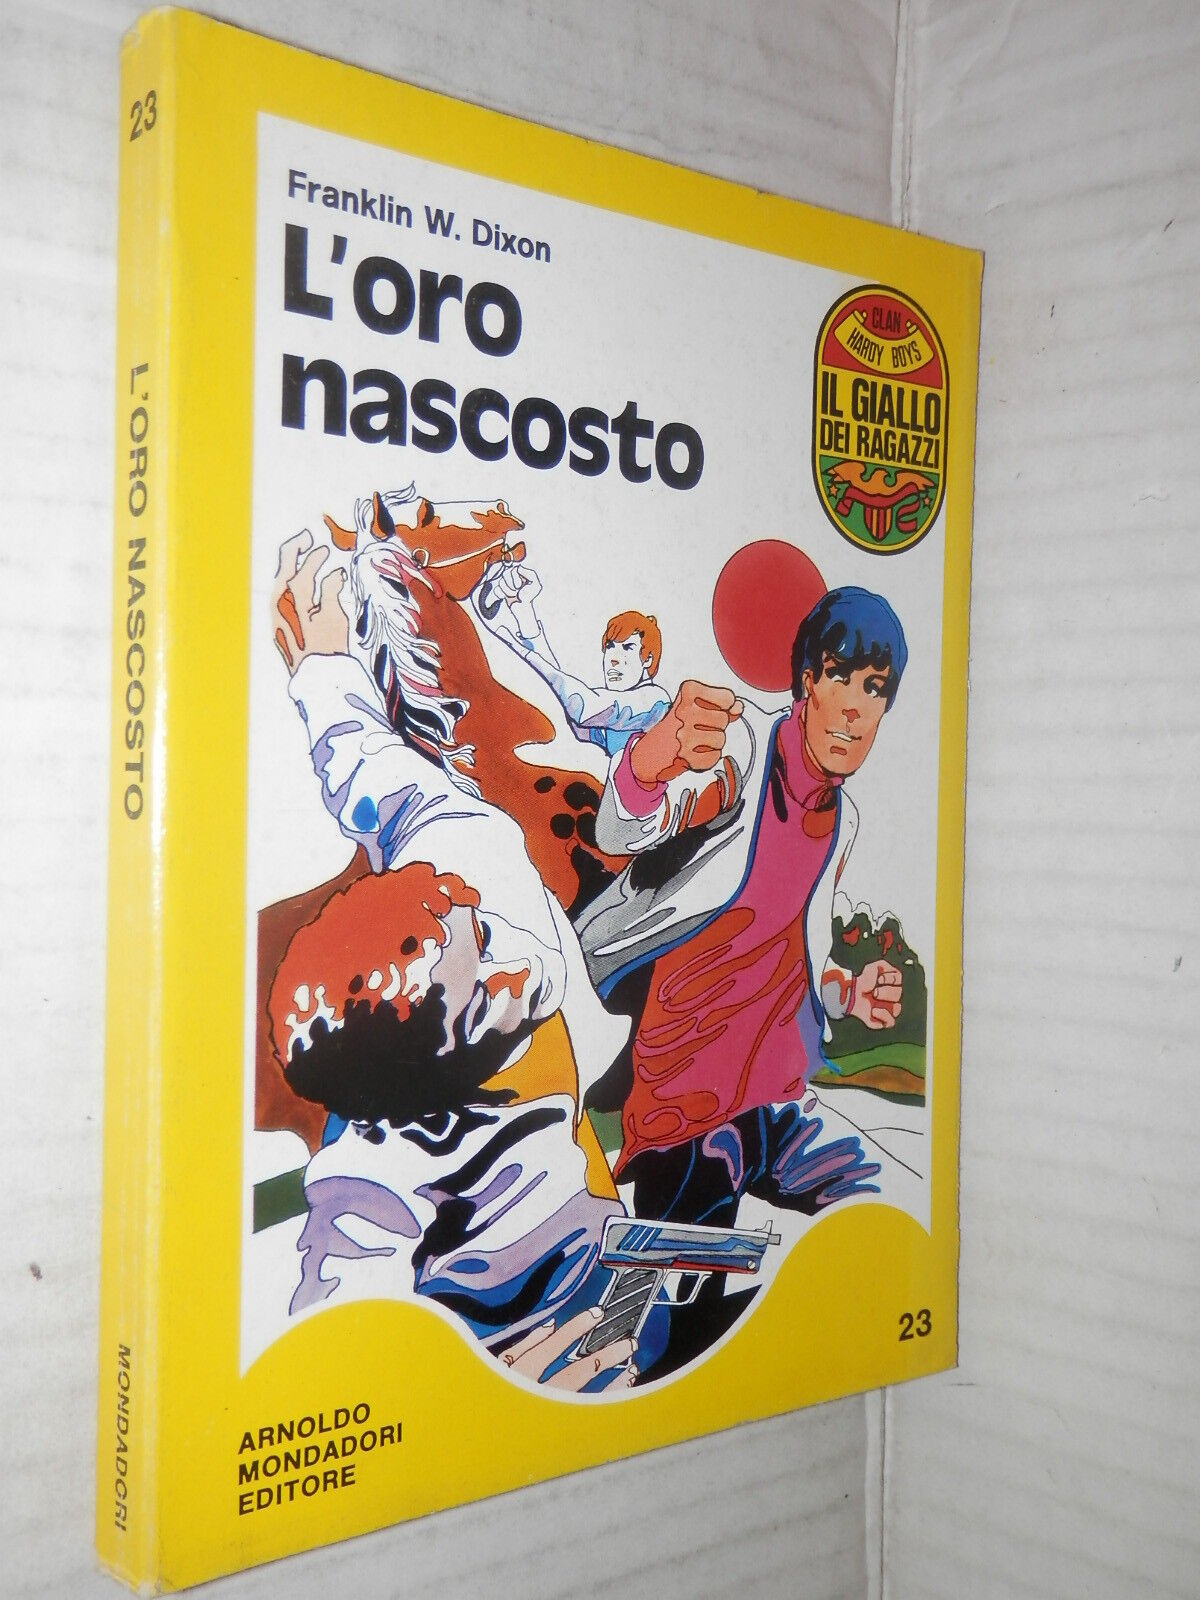 23
L'ORO NASCOSTO
MONDADORI
Franklin W. Dixon
L'oro
nascosto
CLAN
HARDY BOYS
IL GIALLO
DEI RAGAZZI
23
ARNOLDO
MONDADORI
EDITORE